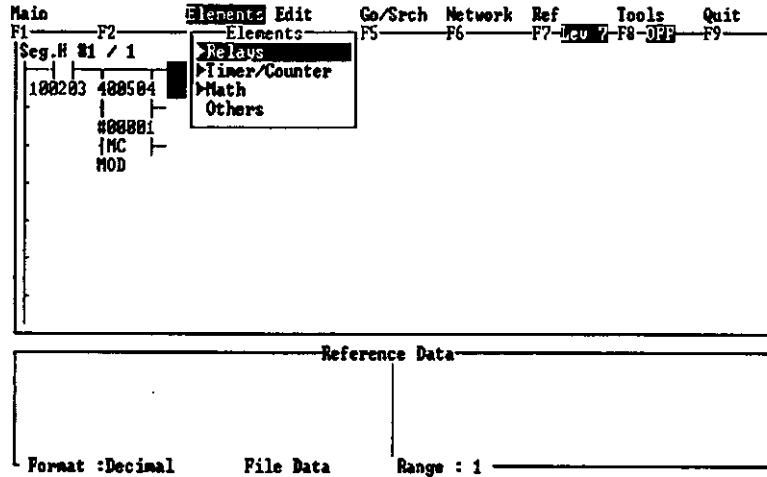 Main Elements Edit Go/Srch Network Ref Tools Quit
F1 F2 Elements F5 F6 F7 Lev 7 F8 OFF F9
Seg.# #1 / 1
Relays
Timer/Counter
Math
Others
100203 400504
#00001
MC
MOD
Reference Data
Format :Decimal File Data Range : 1